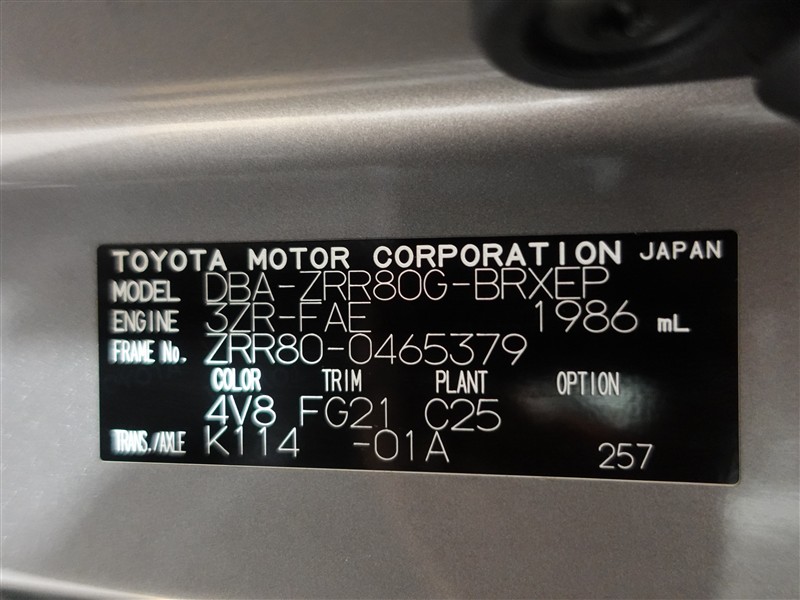 TOYOTA MOTOR CORPORATION JAPAN
MODEL DBA-ZRR80G-BRXEP
ENGINE 3ZR-FAE 1986 mL
FRAME No. ZRR80-0465379
COLOR TRIM PLANT OPTION
4V8 FG21 C25
TRANS./AXLE K114 -01A 257